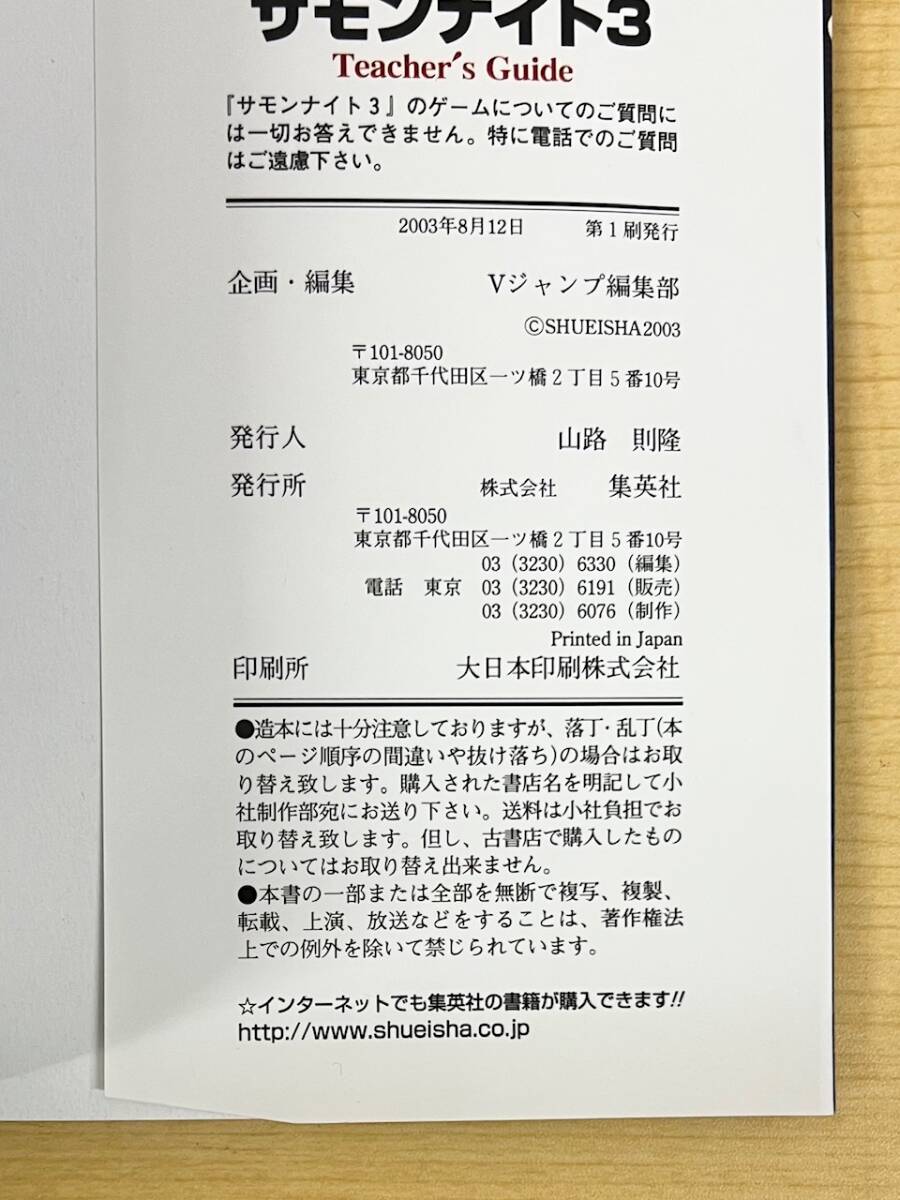 サモンナイト3
Teacher's Guide
『サモンナイト3』のゲームについてのご質問に
は一切お答えできません。特に電話でのご質問
はご遠慮下さい。
2003年8月12日 第1刷発行
企画・編集 Vジャンプ編集部
©SHUEISHA2003
〒101-8050
東京都千代田区一ツ橋2丁目5番10号
発行人 山路 則隆
発行所 株式会社 集英社
〒101-8050
東京都千代田区一ツ橋2丁目5番10号
03(3230)6330(編集)
電話 東京 03(3230)6191(販売)
03(3230)6076(制作)
Printed in Japan
印刷所 大日本印刷株式会社
●造本には十分注意しておりますが、落丁・乱丁(本
のページ順序の間違いや抜け落ち)の場合はお取
り替え致します。購入された書店名を明記して小
社制作部宛にお送り下さい。送料は小社負担でお
取り替え致します。但し、古書店で購入したもの
についてはお取り替え出来ません。
●本書の一部または全部を無断で複写、複製、
転載、上演、放送などをすることは、著作権法
上での例外を除いて禁じられています。
☆インターネットでも集英社の書籍が購入できます!!
http://www.shueisha.co.jp